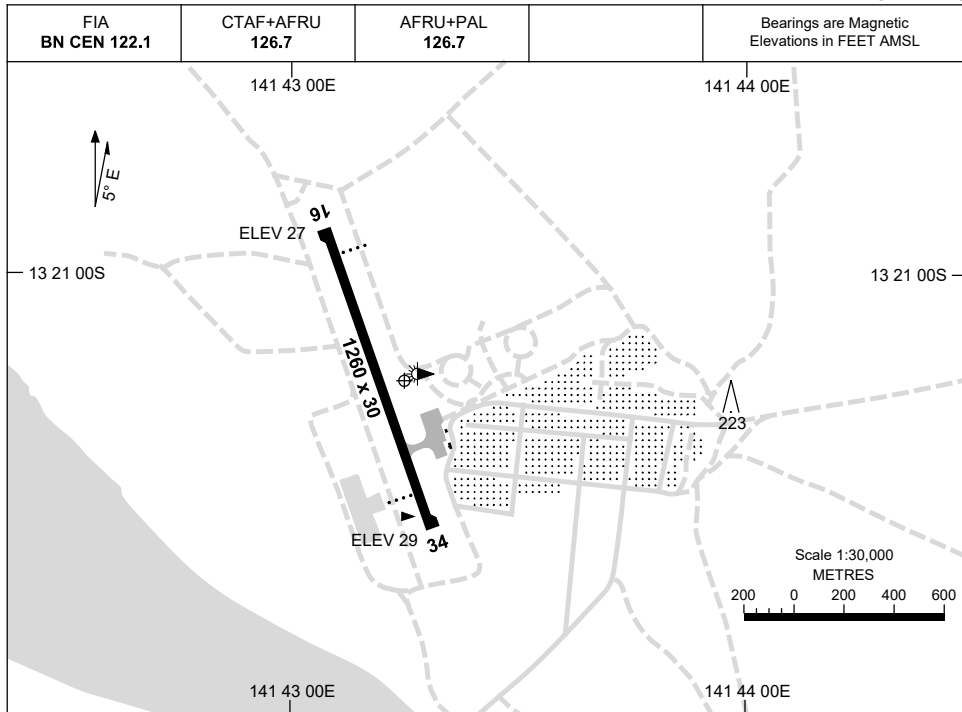 FIA
BN CEN 122.1
CTAF+AFRU
126.7
AFRU+PAL
126.7
Bearings are Magnetic
Elevations in FEET AMSL
141 43 00E
141 44 00E
5° E
16
ELEV 27
13 21 00S
13 21 00S
1260 x 30
223
ELEV 29
34
Scale 1:30,000
METRES
200 0 200 400 600
141 43 00E
141 44 00E